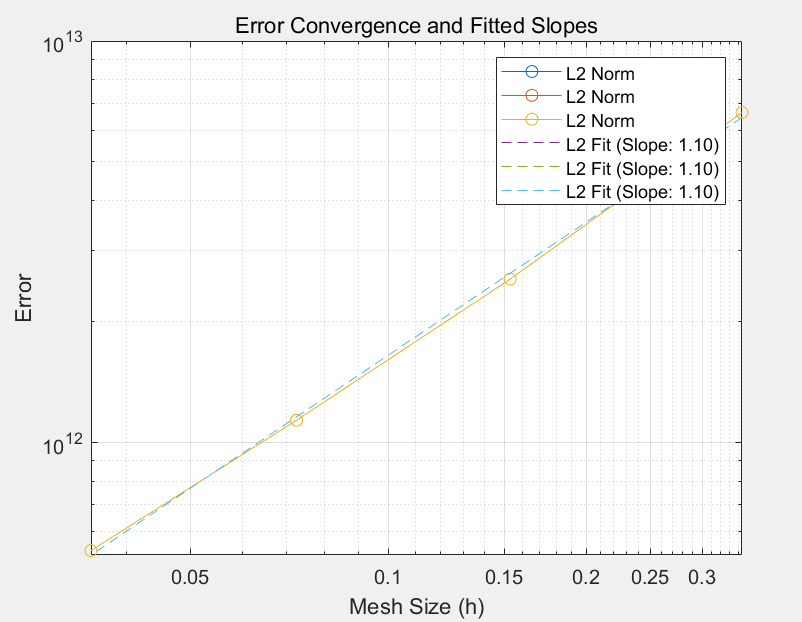 Error Convergence and Fitted Slopes
10^13
L2 Norm
L2 Norm
L2 Norm
L2 Fit (Slope: 1.10)
L2 Fit (Slope: 1.10)
L2 Fit (Slope: 1.10)
Error
10^12
0.05 0.1 0.15 0.2 0.25 0.3
Mesh Size (h)